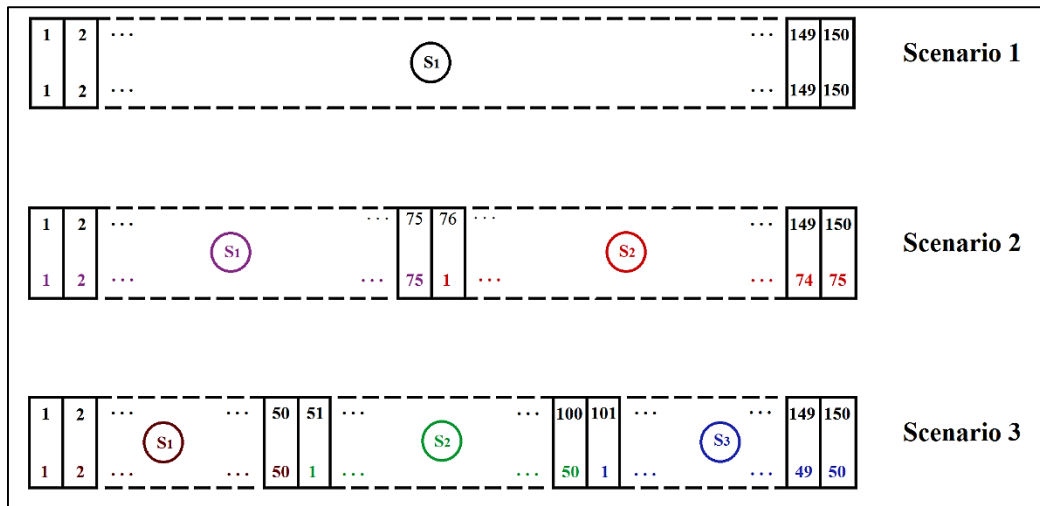 1 2 ... ... 149 150
S1
Scenario 1
1 2 ... ... 149 150
1 2 ... ... 75 76 ... ... 149 150
S1 S2
Scenario 2
1 2 ... ... 75 1 ... ... 74 75
1 2 ... ... 50 51 ... ... 100 101 ... ... 149 150
S1 S2 S3
Scenario 3
1 2 ... ... 50 1 ... ... 50 1 ... ... 49 50